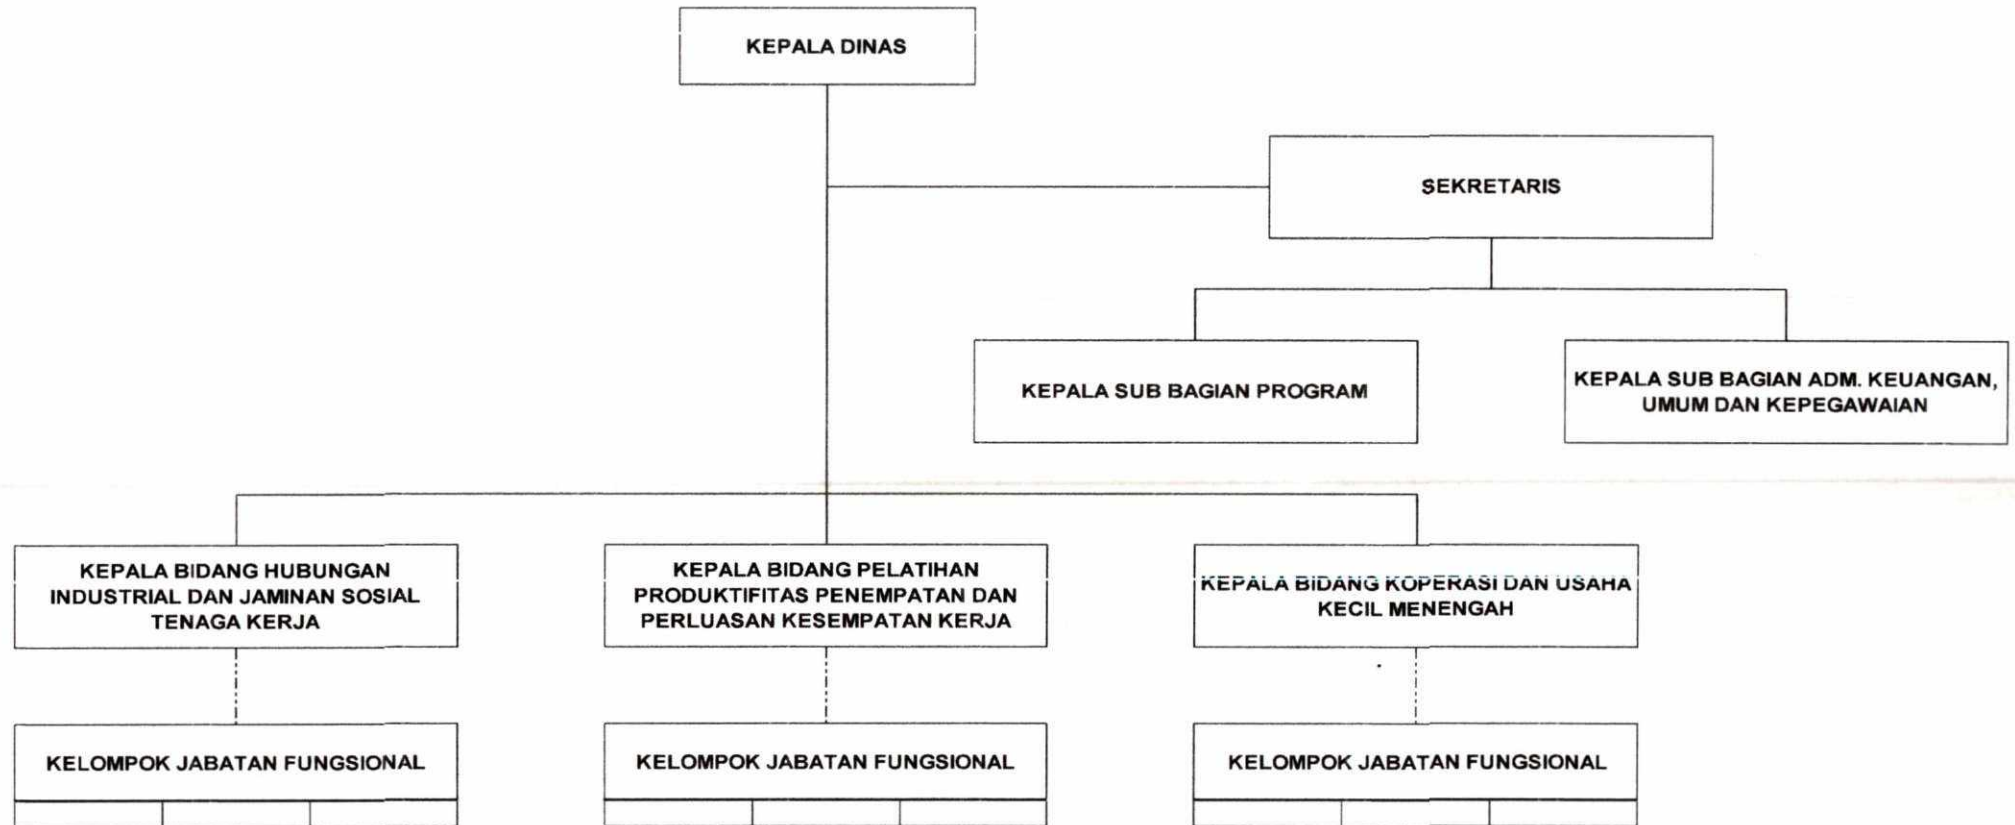 KEPALA DINAS
SEKRETARIS
KEPALA SUB BAGIAN PROGRAM
KEPALA SUB BAGIAN ADM. KEUANGAN,
UMUM DAN KEPEGAWAIAN
KEPALA BIDANG HUBUNGAN
INDUSTRIAL DAN JAMINAN SOSIAL
TENAGA KERJA
KEPALA BIDANG PELATIHAN
PRODUKTIFITAS PENEMPATAN DAN
PERLUASAN KESEMPATAN KERJA
KEPALA BIDANG KOPERASI DAN USAHA
KECIL MENENGAH
KELOMPOK JABATAN FUNGSIONAL
KELOMPOK JABATAN FUNGSIONAL
KELOMPOK JABATAN FUNGSIONAL